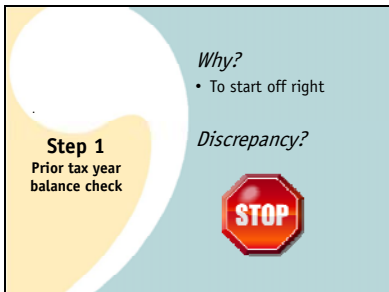 Why?
• To start off right
.
Step 1
Prior tax year
balance check
Discrepancy?
STOP